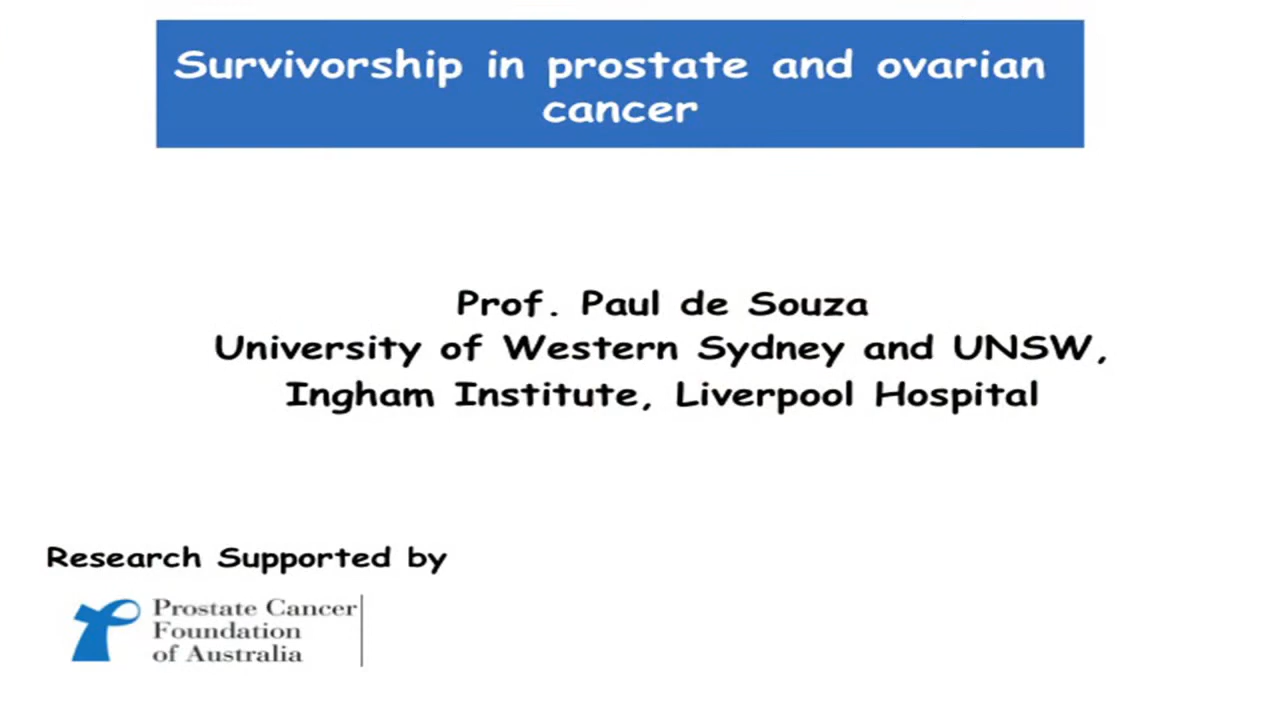 Survivorship in prostate and ovarian
cancer
Prof. Paul de Souza
University of Western Sydney and UNSW,
Ingham Institute, Liverpool Hospital
Research Supported by
Prostate Cancer
Foundation
of Australia